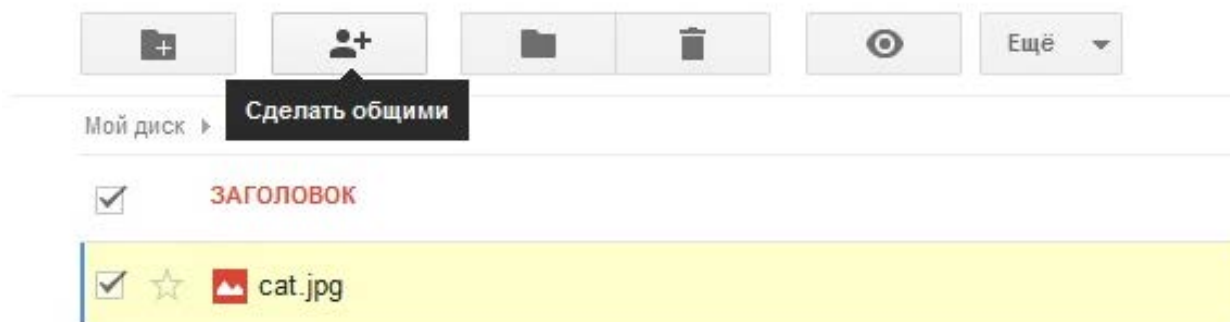 Ещё
Сделать общими
Мой диск
ЗАГОЛОВОК
cat.jpg